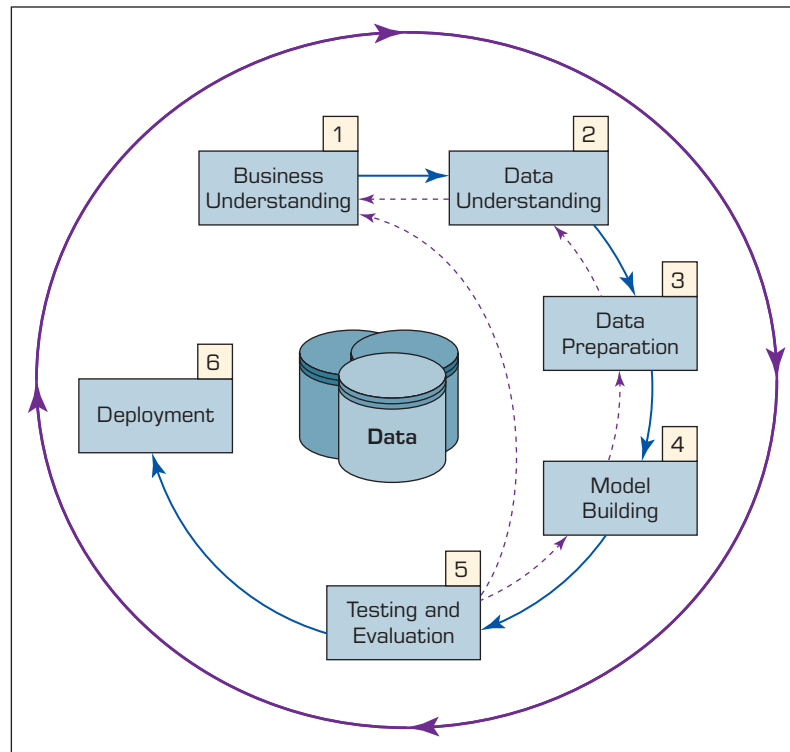 1
Business
Understanding
2
Data
Understanding
3
Data
Preparation
4
Model
Building
5
Testing and
Evaluation
6
Deployment
Data